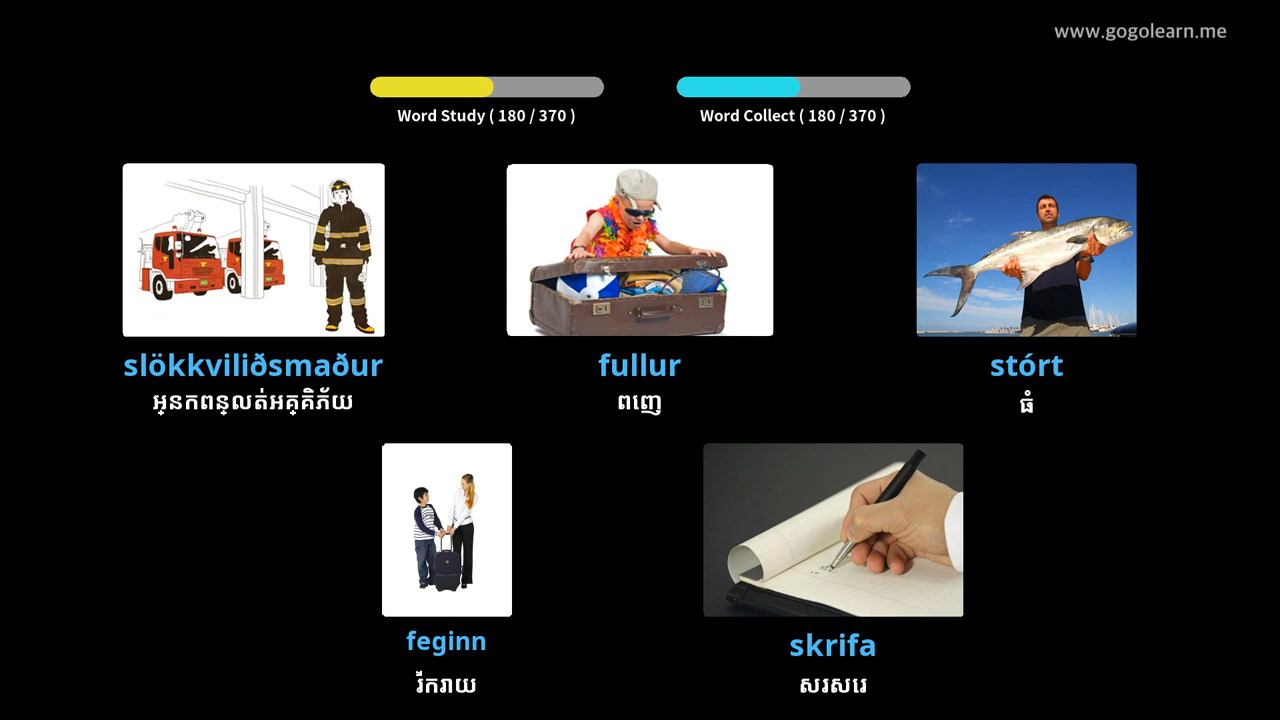 www.gogolearn.me
Word Study ( 180 / 370 )
Word Collect ( 180 / 370 )
slökkviliðsmaður
អ្នកពន្លត់អគ្គិភ័យ
fullur
ពេញ
stórt
ធំ
feginn
រីករាយ
skrifa
សរសេរ